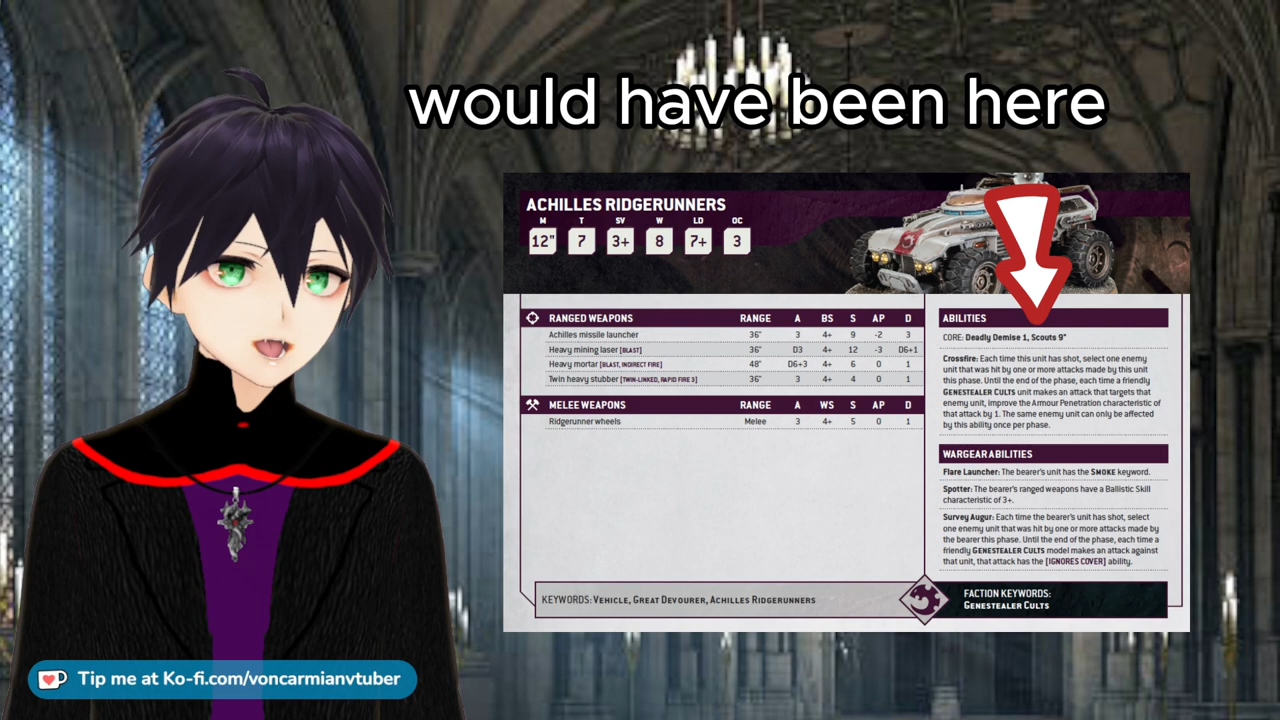 would have been here
ACHILLES RIDGERUNNERS
M T SV W LD OC
12" 7 3+ 8 7+ 3
RANGED WEAPONS RANGE A BS S AP D
Achilles missile launcher 36" 3 4+ 9 -2 3
Heavy mining laser [BLAST] 36" D3 4+ 12 -3 D6+1
Heavy mortar [BLAST, INDIRECT FIRE] 48" D6+3 4+ 6 0 1
Twin heavy stubber [TWIN-LINKED, RAPID FIRE 3] 36" 3 4+ 4 0 1
MELEE WEAPONS RANGE A WS S AP D
Ridgerunner wheels Melee 3 4+ 5 0 1
ABILITIES
CORE: Deadly Demise 1, Scouts 9"
Crossfire: Each time this unit has shot, select one enemy
unit that was hit by one or more attacks made by this unit
this phase. Until the end of the phase, each time a friendly
GENESTEALER CULTS unit makes an attack that targets that
enemy unit, improve the Armour Penetration characteristic of
that attack by 1. The same enemy unit can only be affected
by this ability once per phase.
WARGEAR ABILITIES
Flare Launcher: The bearer's unit has the SMOKE keyword.
Spotter: The bearer's ranged weapons have a Ballistic Skill
characteristic of 3+.
Survey Augur: Each time the bearer's unit has shot, select
one enemy unit that was hit by one or more attacks made by
the bearer this phase. Until the end of the phase, each time a
friendly GENESTEALER CULTS model makes an attack against
that unit, that attack has the [IGNORES COVER] ability.
KEYWORDS: VEHICLE, GREAT DEVOURER, ACHILLES RIDGERUNNERS
FACTION KEYWORDS:
GENESTEALER CULTS
Tip me at Ko-fi.com/voncarmianvtuber